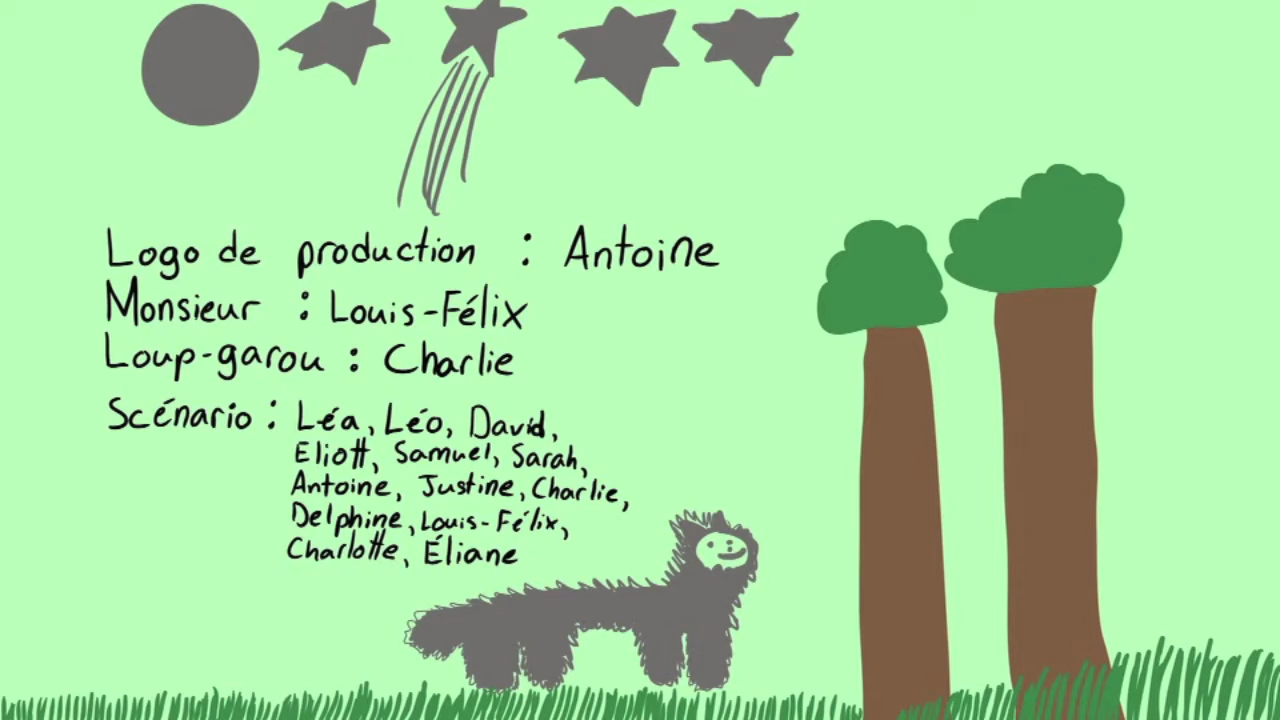 Logo de production : Antoine
Monsieur : Louis-Félix
Loup-garou : Charlie
Scénario : Léa, Léo, David,
Eliott, Samuel, Sarah,
Antoine, Justine, Charlie,
Delphine, Louis-Félix,
Charlotte, Éliane